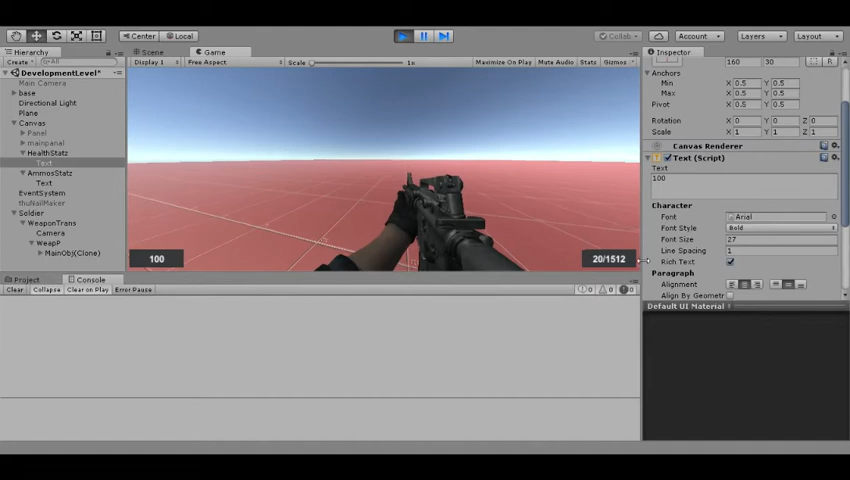 Center Local Collab Account Layers Layout
Hierarchy Scene Game Inspector
Create All Display 1 Free Aspect Scale 1x Maximize On Play Mute Audio Stats Gizmos 160 30 R
DevelopmentLevel* Anchors
Main Camera Min X 0.5 Y 0.5
base Max X 0.5 Y 0.5
Directional Light Pivot X 0.5 Y 0.5
Plane
Canvas Rotation X 0 Y 0 Z 0
Panel Scale X 1 Y 1 Z 1
mainpanal Canvas Renderer
HealthStatz Text (Script)
Text Text
AmmosStatz 100
Text
EventSystem
thuNailMaker Character
Soldier Font Arial
WeaponTrans Font Style Bold
Camera Font Size 27
WeapP Line Spacing 1
MainObj(Clone) 100 20/1512 Rich Text
Paragraph
Project Console Alignment
Clear Collapse Clear on Play Error Pause 0 0 0 Align By Geometr
Default UI Material